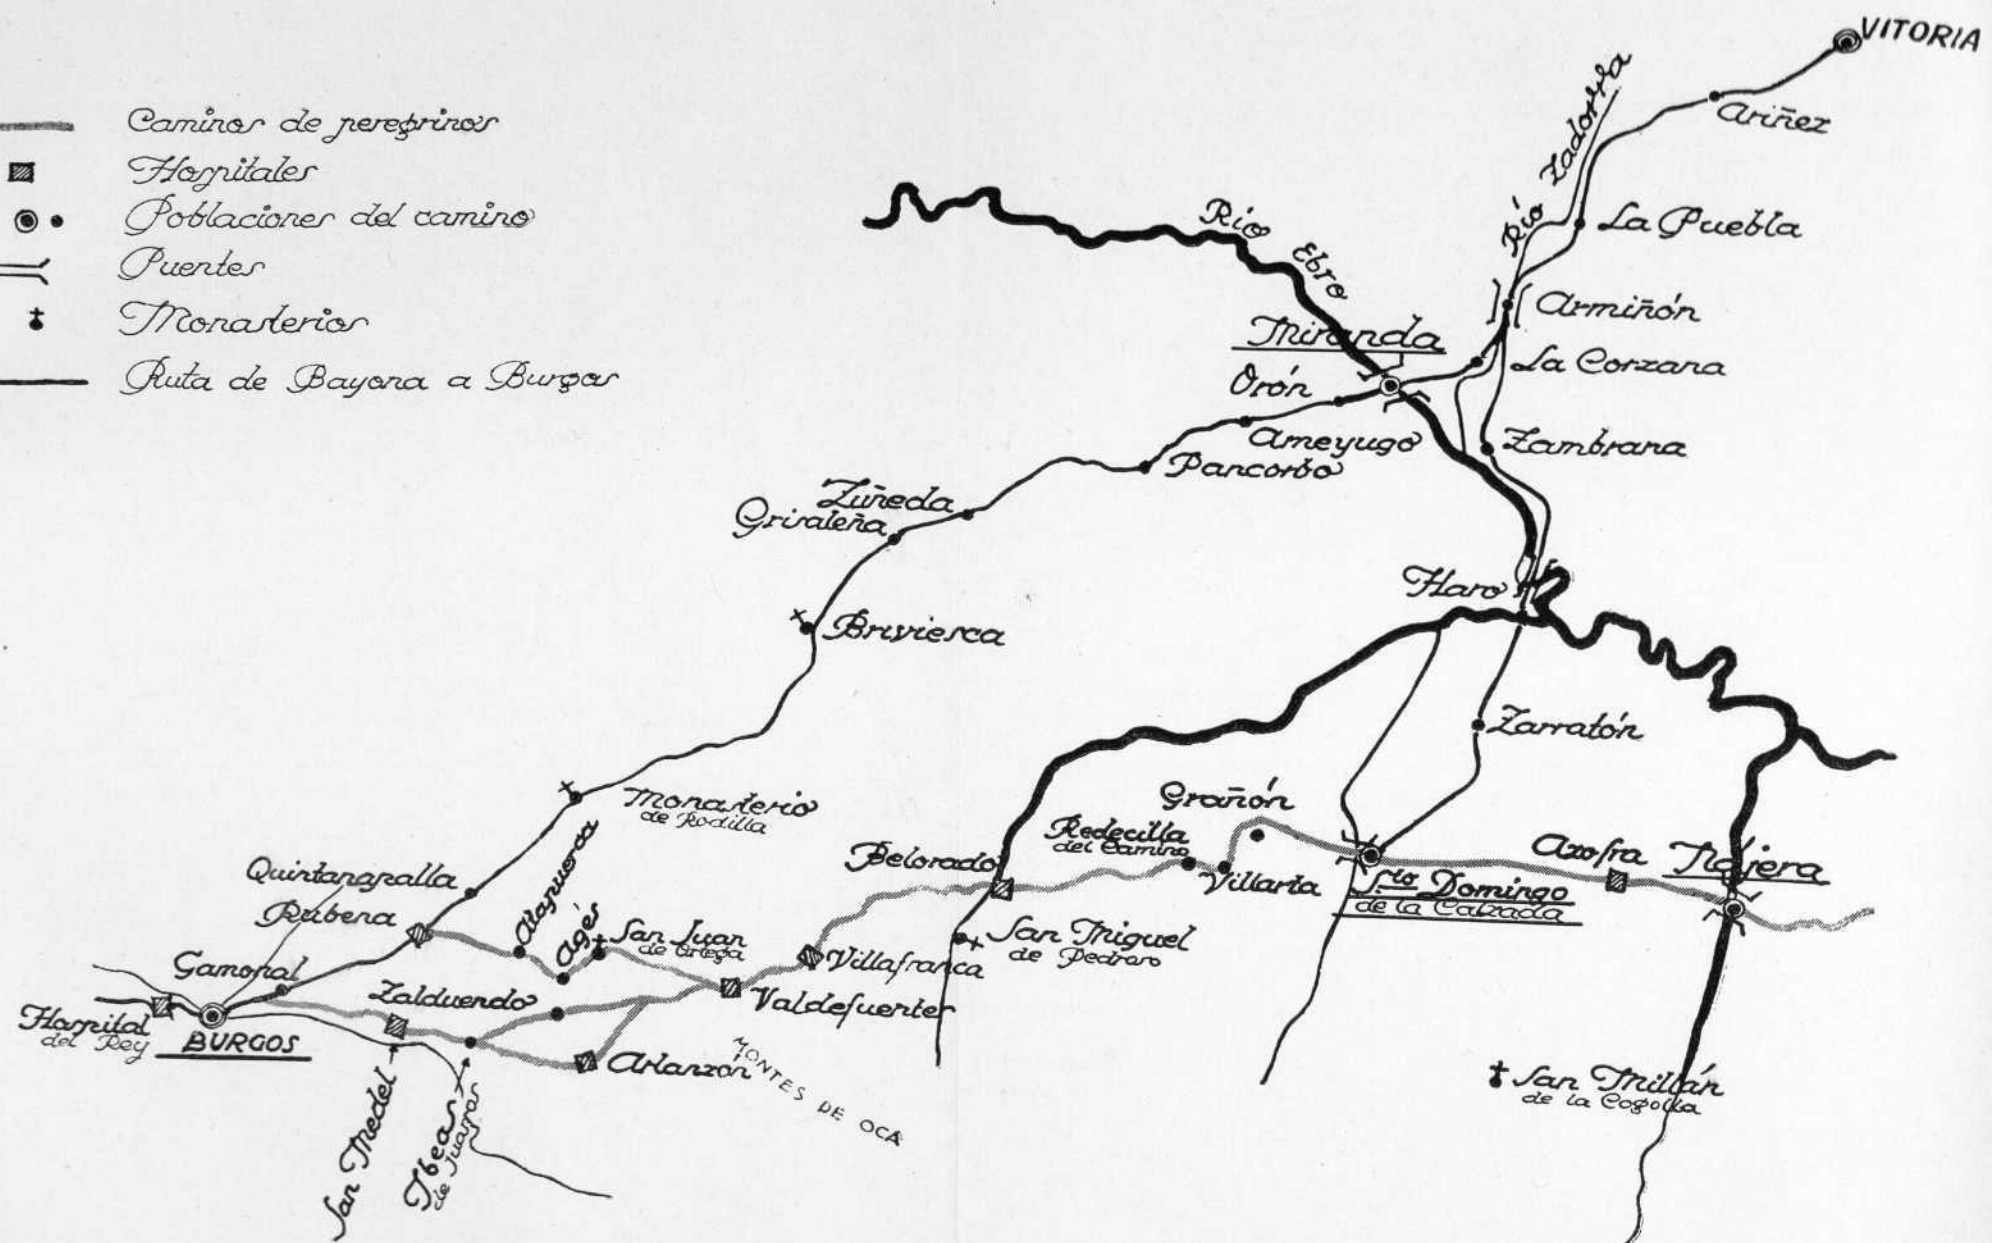 VITORIA
Ariñez
Caminos de peregrinos
Hospitales
Poblaciones del camino
Puentes
Monasterios
Ruta de Bayona a Burgos
Río Zadorra
La Puebla
Río Ebro
Armiñón
Miranda
La Corzana
Orón
Ameyugo
Zambrana
Pancorbo
Zuñeda
Grisaleña
Haro
Briviesca
Zarratón
Monasterio
de Rodilla
Grañón
Redecilla
del Camino
Villarta
Belorado
Azofra
Nájera
Sto Domingo
de la Calzada
Quintanapalla
Rubena
Atapuerca
Agés
San Juan
de Ortega
San Miguel
de Pedroso
Villafranca
Gamonal
Zalduendo
Valdefuentes
Hospital
del Rey
BURGOS
Arlanzón
MONTES DE OCA
San Medel
Ibeas
de Juarros
San Millán
de la Cogolla